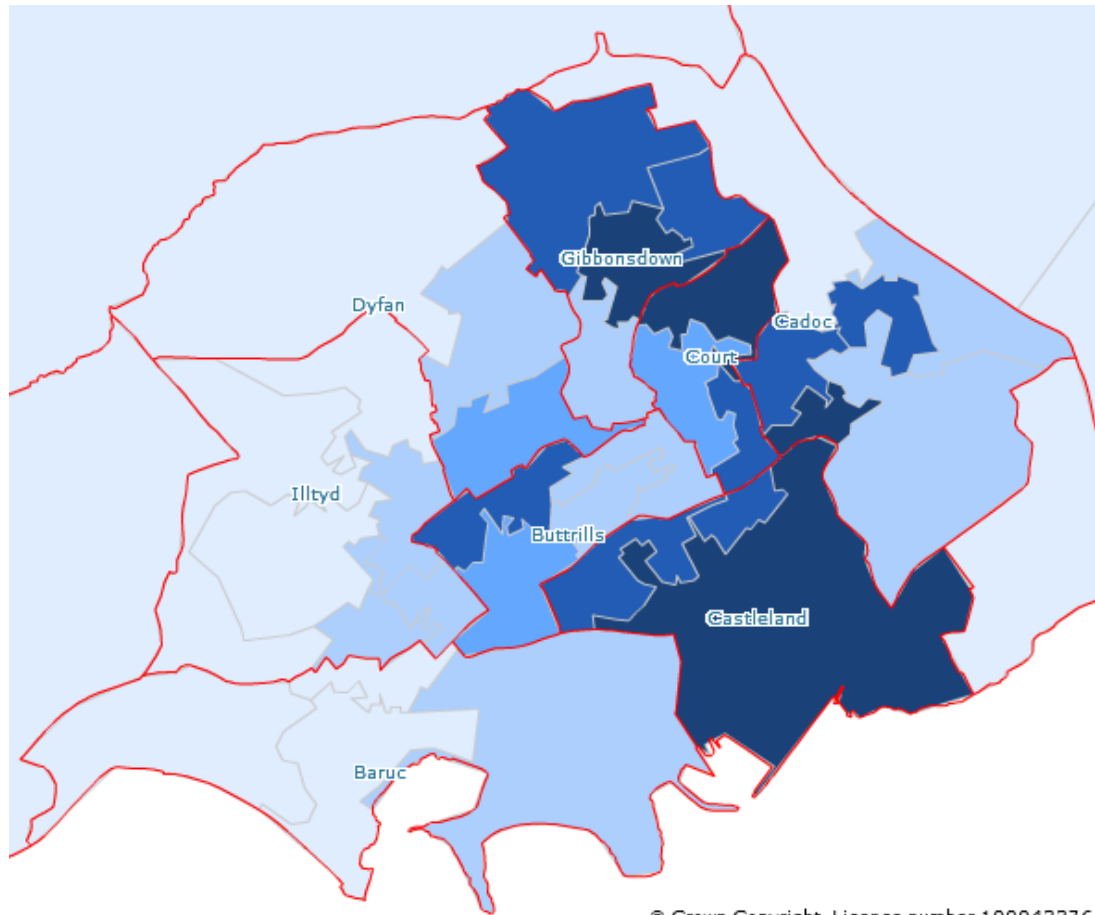 Gibbonsdown
Dyfan
Cadoc
Court
Illtyd
Buttrills
Castleland
Baruc